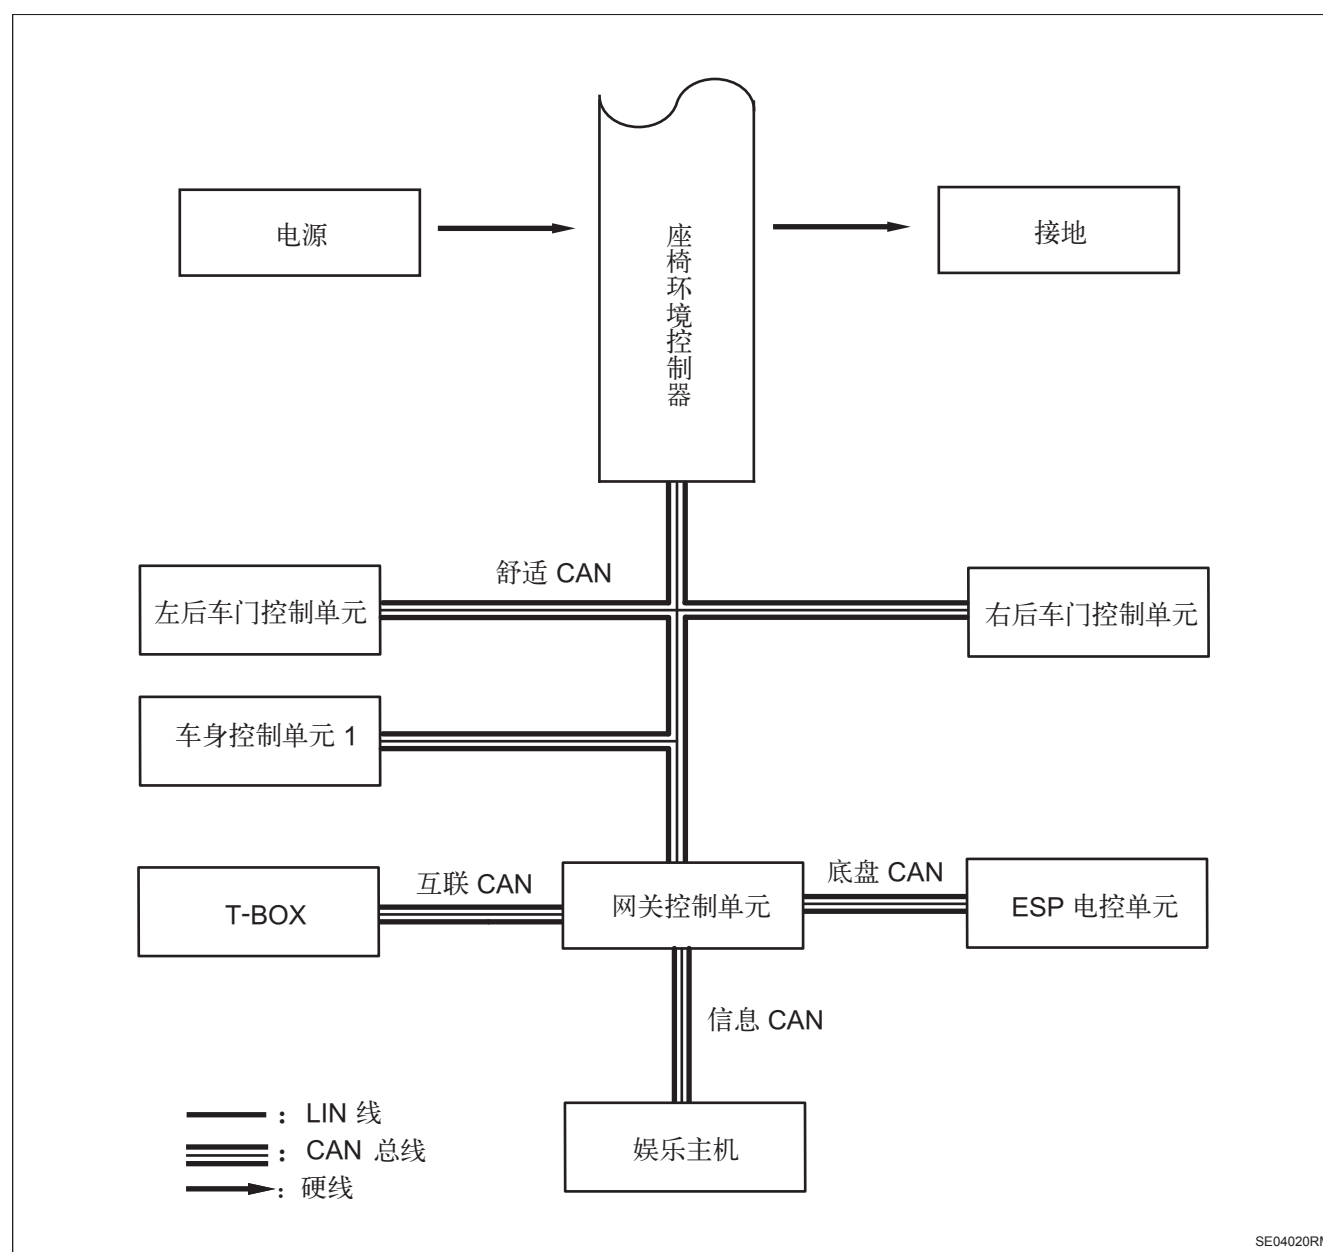 电源
座椅环境控制器
接地
舒适 CAN
左后车门控制单元
右后车门控制单元
车身控制单元 1
互联 CAN
底盘 CAN
T-BOX
网关控制单元
ESP 电控单元
信息 CAN
娱乐主机
：LIN 线
：CAN 总线
：硬线